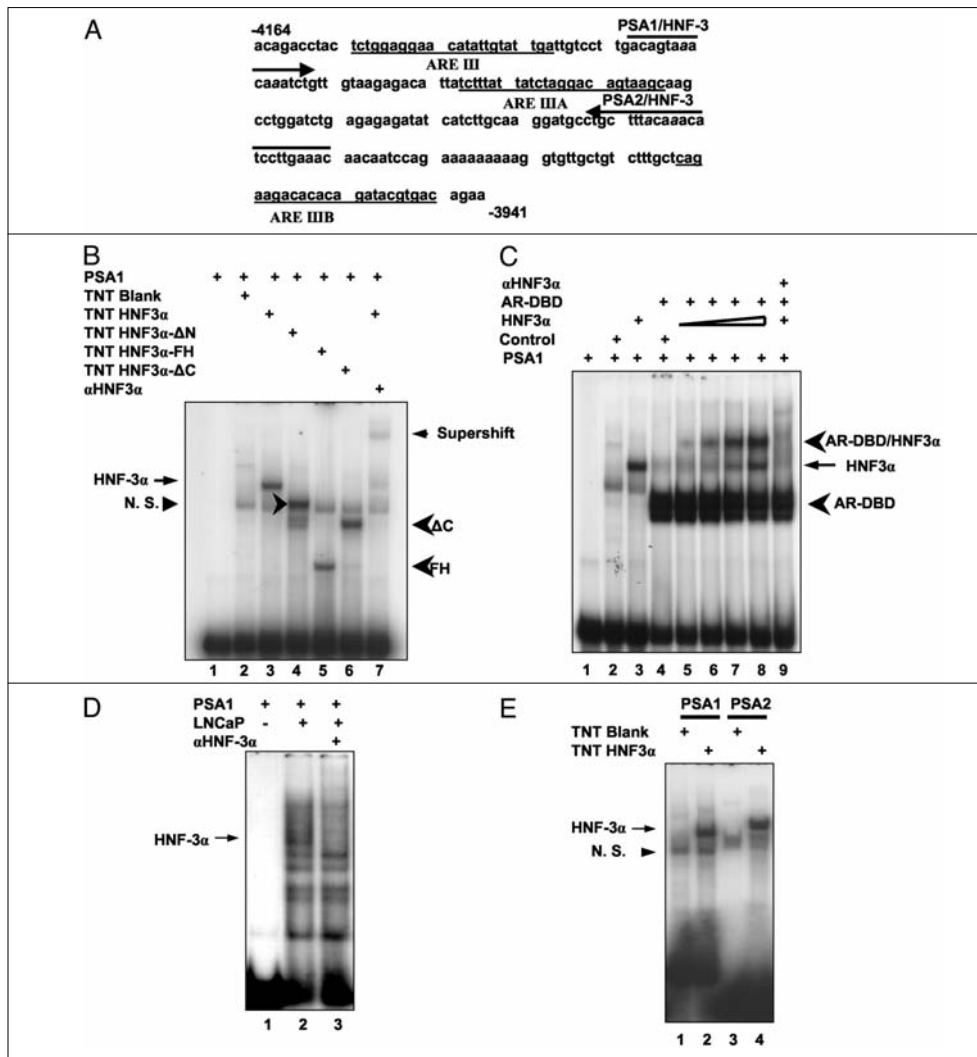 A
-4164
PSA1/HNF-3
acagacctac tctggaggaa catattgtat tgattgtcct tgacagtaaa
ARE III
caaatctgtt gtaagagaca ttatctttat tatctaggac agtaagcaag
ARE IIIA
PSA2/HNF-3
cctggatctg agagagatat catcttgcaa ggatgcctgc tttacaaaca
tccttgaaac aacaatccag aaaaaaaaag gtgttgctgt ctttgctcag
aagacacaca gatacgtgac agaa
ARE IIIB
-3941
B
PSA1 + + + + + + +
TNT Blank +
TNT HNF3α + +
TNT HNF3α-ΔN +
TNT HNF3α-FH +
TNT HNF3α-ΔC +
αHNF3α +
Supershift
HNF-3α
N. S.
ΔC
FH
1 2 3 4 5 6 7
C
αHNF3α +
AR-DBD + + + + + +
HNF3α + +
Control + +
PSA1 + + + + + + + + +
AR-DBD/HNF3α
HNF3α
AR-DBD
1 2 3 4 5 6 7 8 9
D
PSA1 + + +
LNCaP - + +
αHNF-3α +
HNF-3α
1 2 3
E
PSA1 PSA2
TNT Blank + +
TNT HNF3α + +
HNF-3α
N. S.
1 2 3 4